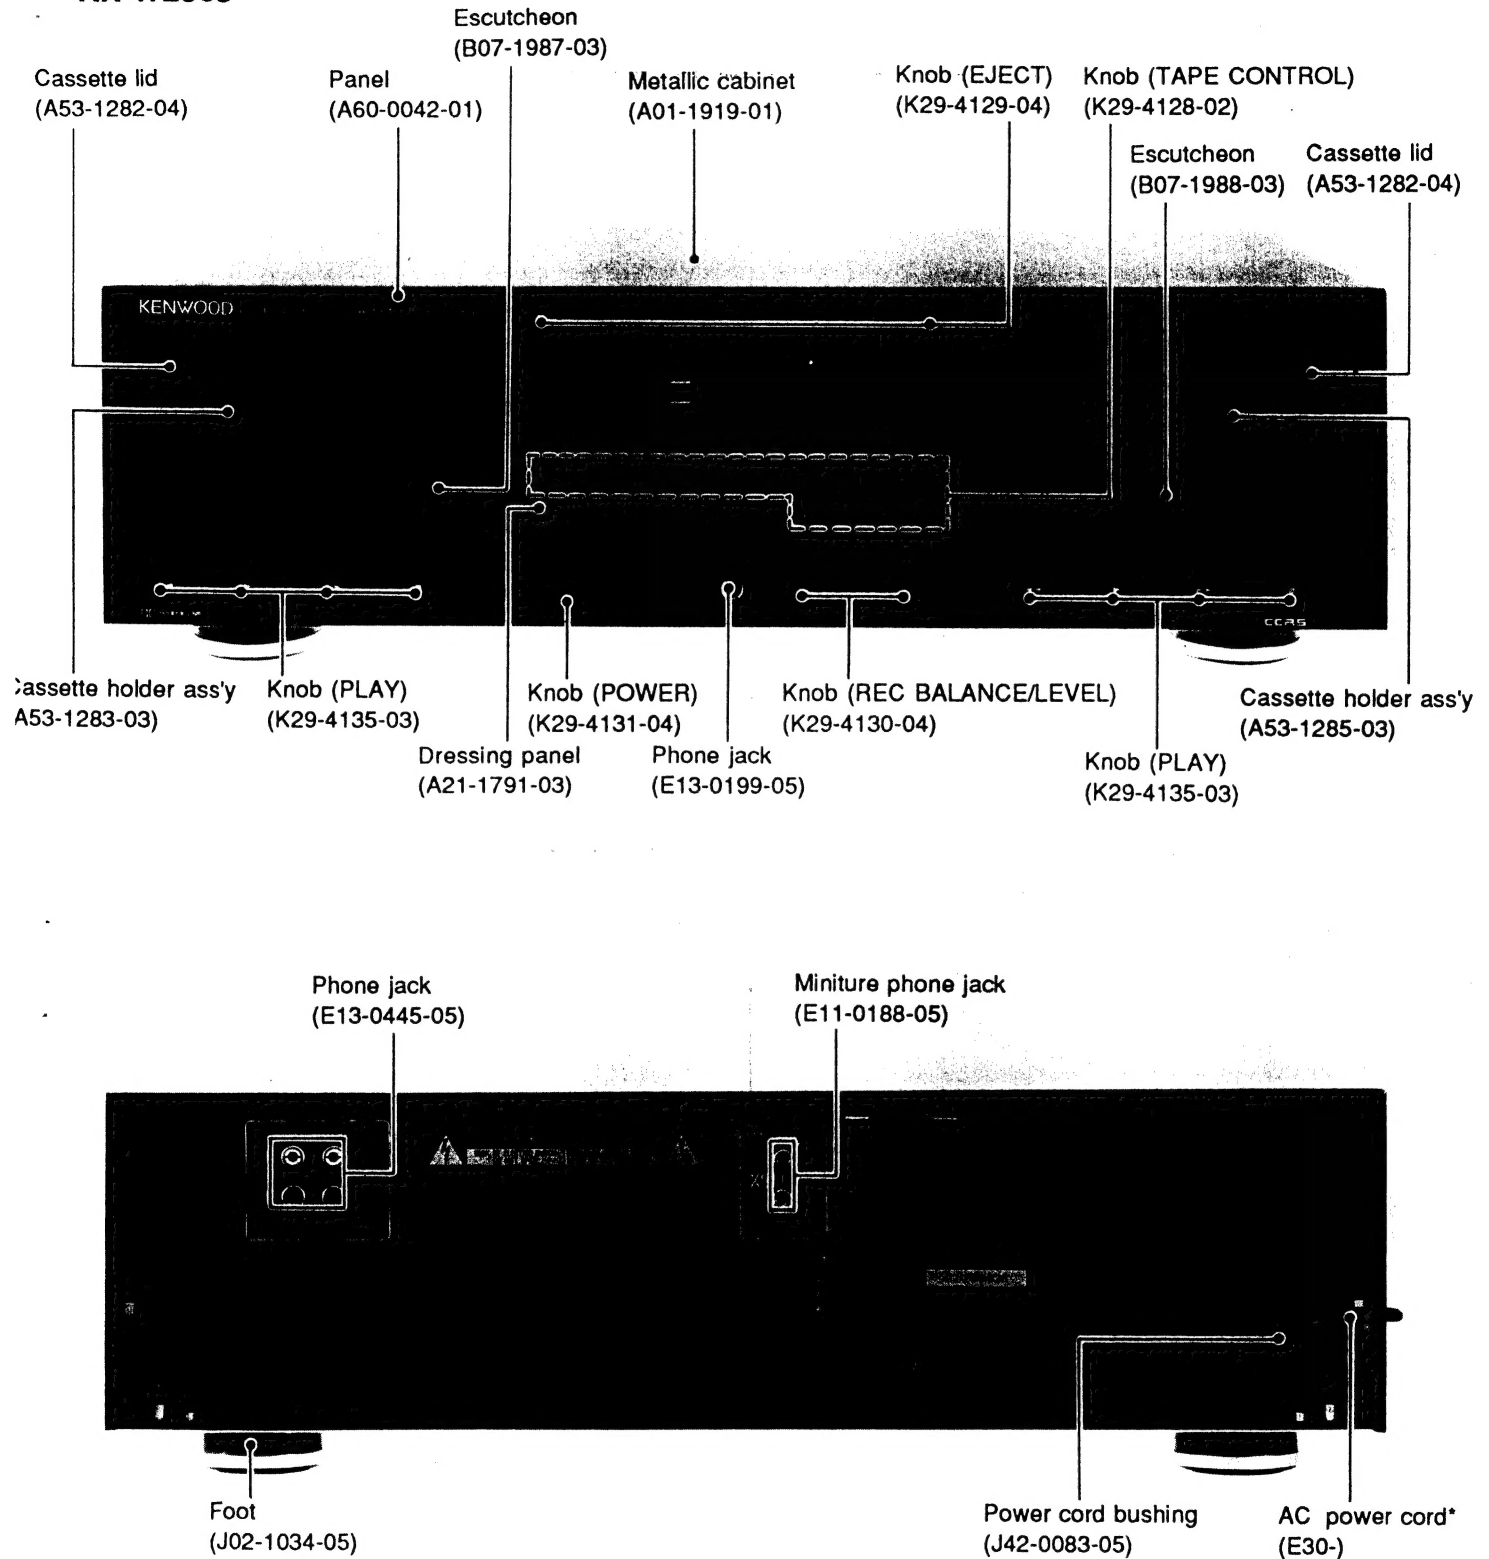 Escutcheon
(B07-1987-03)
Cassette lid
(A53-1282-04)
Panel
(A60-0042-01)
Metallic cabinet
(A01-1919-01)
Knob (EJECT)
(K29-4129-04)
Knob (TAPE CONTROL)
(K29-4128-02)
Escutcheon
(B07-1988-03)
Cassette lid
(A53-1282-04)
KENWOOD
CCRS
assette holder ass'y
A53-1283-03)
Knob (PLAY)
(K29-4135-03)
Knob (POWER)
(K29-4131-04)
Knob (REC BALANCE/LEVEL)
(K29-4130-04)
Cassette holder ass'y
(A53-1285-03)
Dressing panel
(A21-1791-03)
Phone jack
(E13-0199-05)
Knob (PLAY)
(K29-4135-03)
Phone jack
(E13-0445-05)
Miniture phone jack
(E11-0188-05)
Foot
(J02-1034-05)
Power cord bushing
(J42-0083-05)
AC power cord*
(E30-)